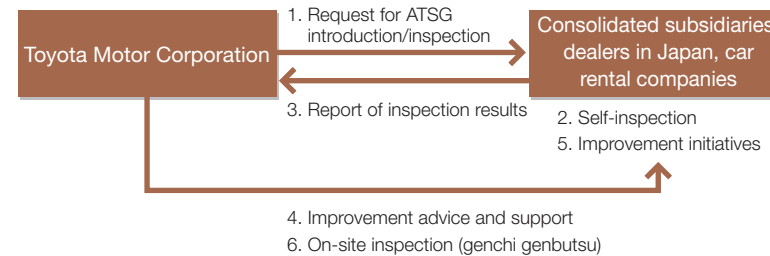 Toyota Motor Corporation
1. Request for ATSG
introduction/inspection
Consolidated subsidiaries
dealers in Japan, car
rental companies
3. Report of inspection results
2. Self-inspection
5. Improvement initiatives
4. Improvement advice and support
6. On-site inspection (genchi genbutsu)